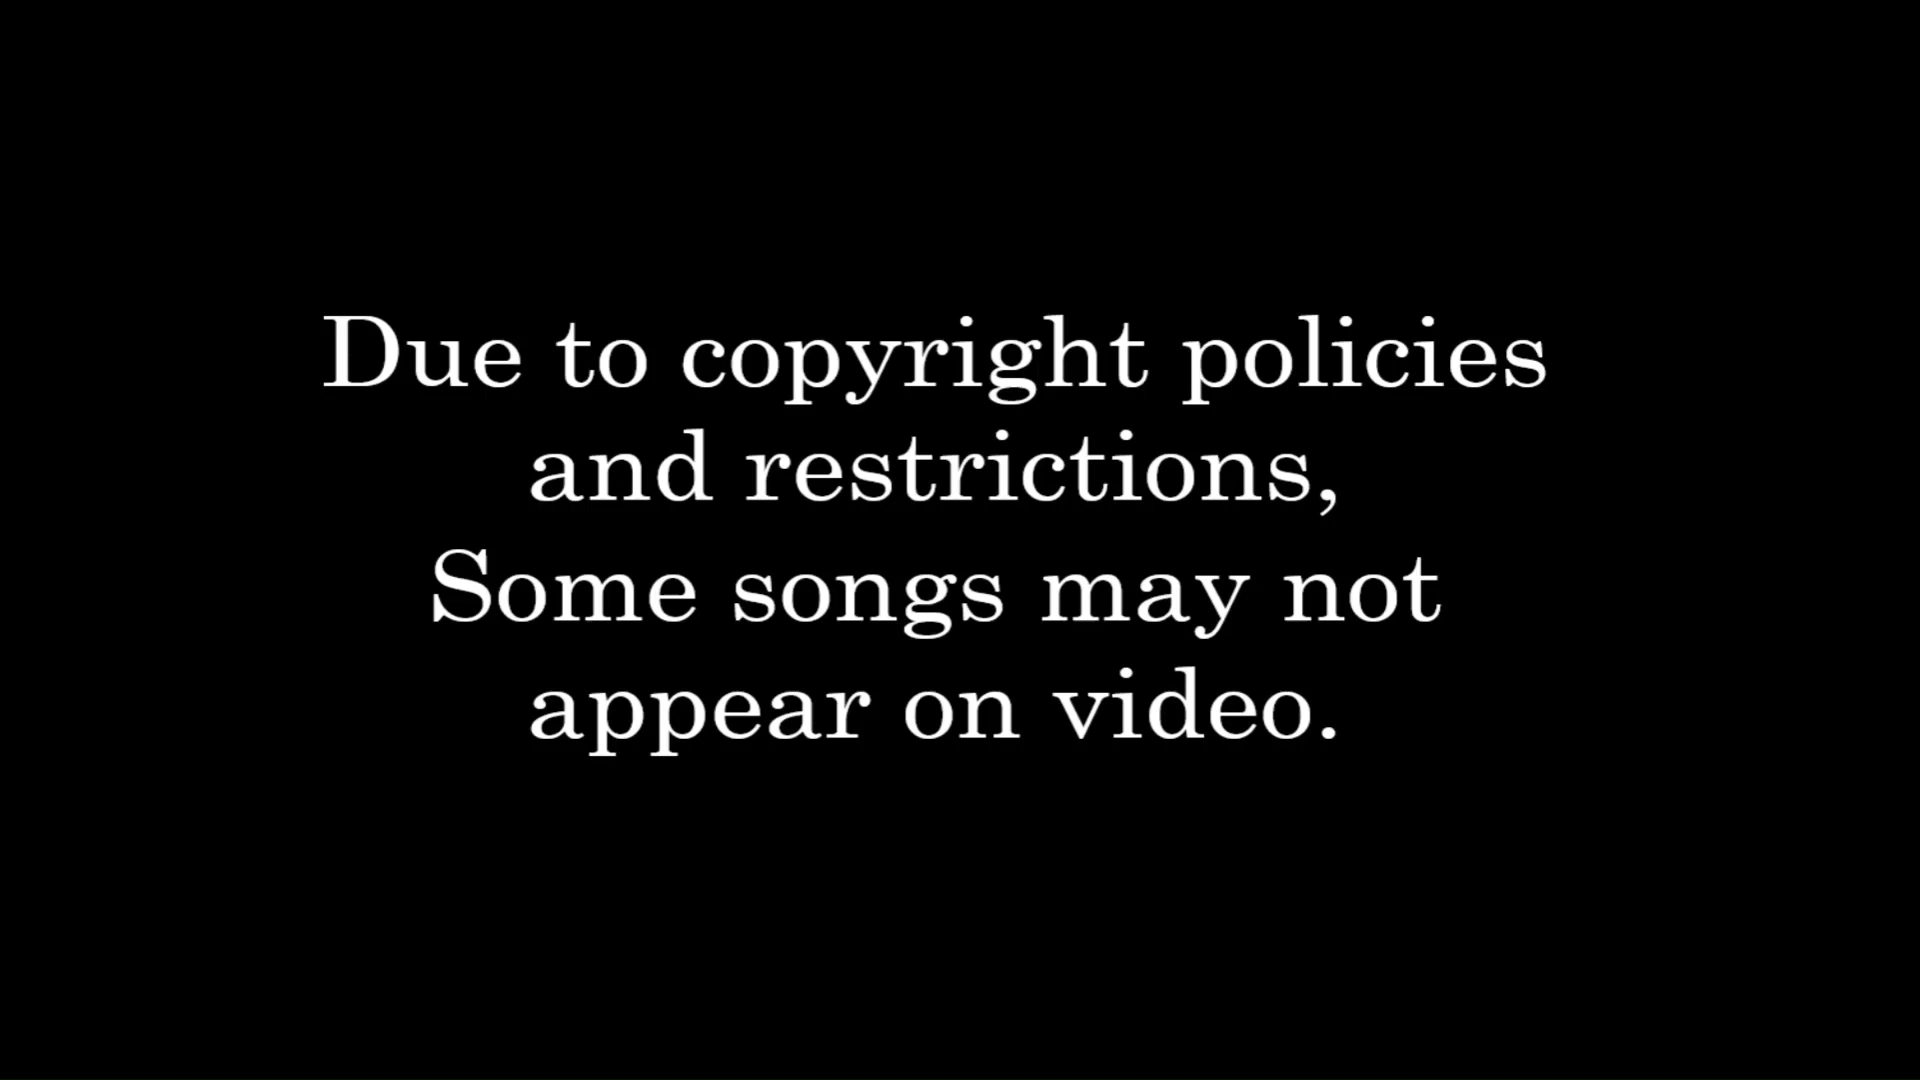 Due to copyright policies
and restrictions,
Some songs may not
appear on video.